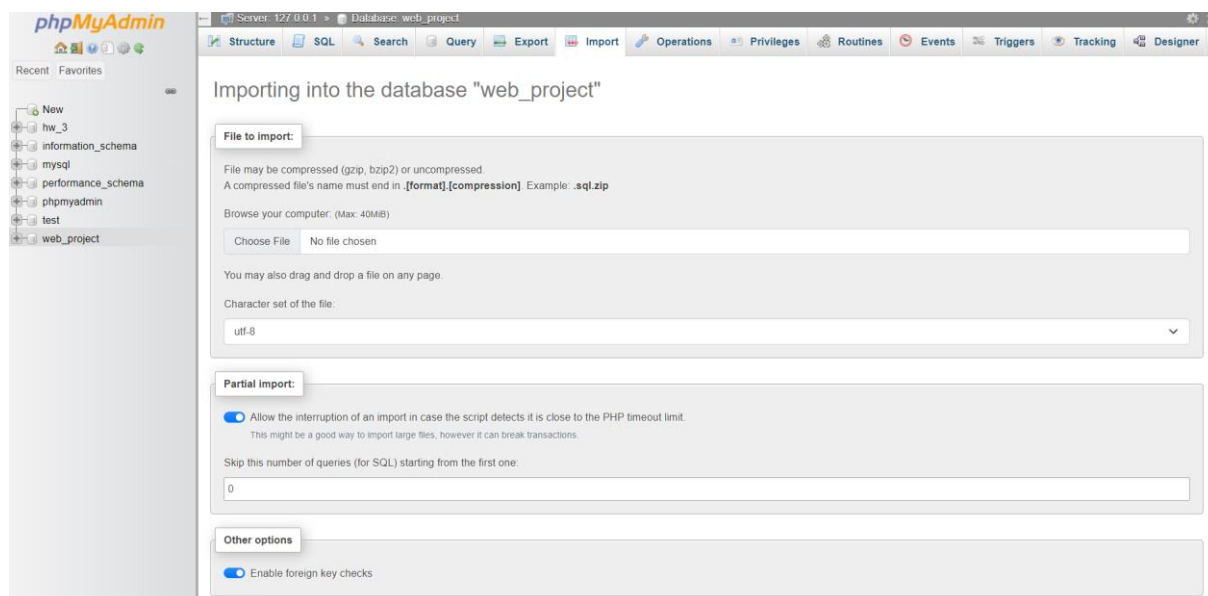 phpMyAdmin
Recent Favorites
New
hw_3
information_schema
mysql
performance_schema
phpmyadmin
test
web_project
Server: 127.0.0.1 » Database: web_project
Structure SQL Search Query Export Import Operations Privileges Routines Events Triggers Tracking Designer
Importing into the database "web_project"
File to import:
File may be compressed (gzip, bzip2) or uncompressed.
A compressed file's name must end in .[format].[compression]. Example: .sql.zip
Browse your computer: (Max: 40MiB)
Choose File No file chosen
You may also drag and drop a file on any page.
Character set of the file:
utf-8
Partial import:
Allow the interruption of an import in case the script detects it is close to the PHP timeout limit.
This might be a good way to import large files, however it can break transactions.
Skip this number of queries (for SQL) starting from the first one:
0
Other options
Enable foreign key checks